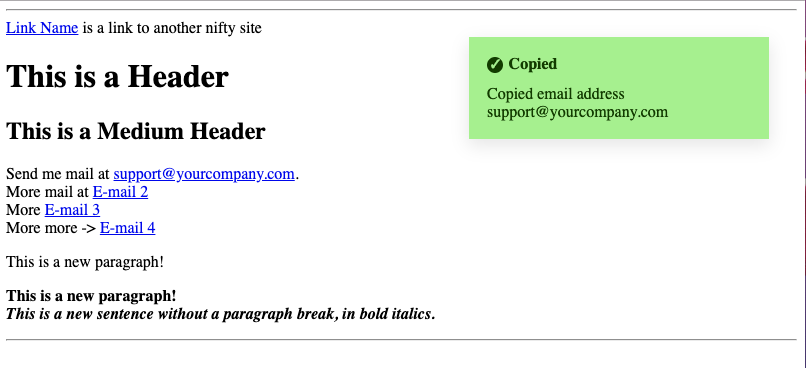 Link Name is a link to another nifty site
This is a Header
This is a Medium Header
Send me mail at support@yourcompany.com.
More mail at E-mail 2
More E-mail 3
More more -> E-mail 4
This is a new paragraph!
This is a new paragraph!
This is a new sentence without a paragraph break, in bold italics.
Copied
Copied email address
support@yourcompany.com